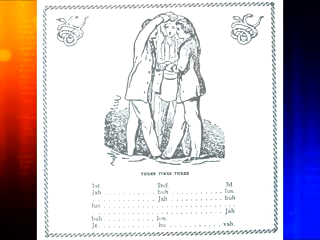 THREE TIMES THREE
1st. 2nd. 3d.
Jah . . . . . . . . . . . buh . . . . . . . . . . . lun.
. . . . . . . . . . . . . Jah . . . . . . . . . . . buh
lun . . . . . . . . . . . . . . . . . . . . . . . .
. . . . . . . . . . . . . . . . . . . . . . . . . . Jah
buh . . . . . . . . . . . lun.
Je . . . . . . . . . . . ho . . . . . . . . . . . vah.